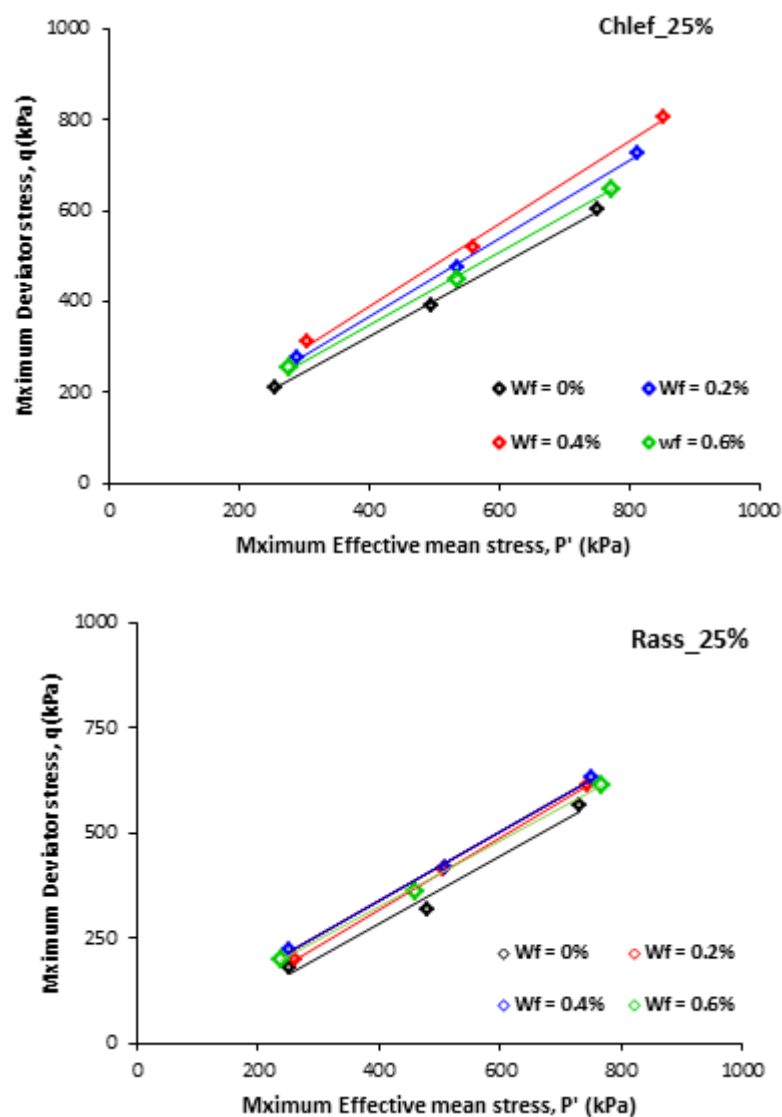 Chlef_25%
1000
800
600
400
200
0
Mximum Deviator stress, q(kPa)
Wf = 0% Wf = 0.2%
Wf = 0.4% wf = 0.6%
0 200 400 600 800 1000
Mximum Effective mean stress, P' (kPa)
Rass_25%
1000
750
500
250
0
Mximum Deviator stress, q(kPa)
Wf = 0% Wf = 0.2%
Wf = 0.4% Wf = 0.6%
0 200 400 600 800 1000
Mximum Effective mean stress, P' (kPa)